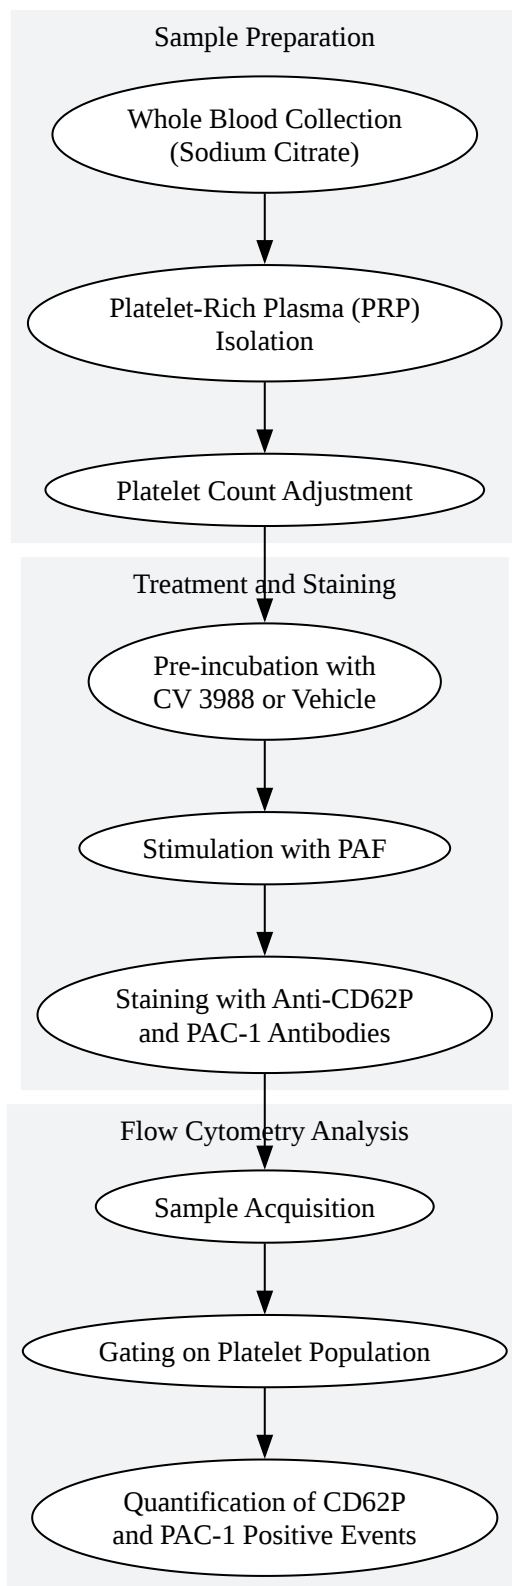 Sample Preparation
Whole Blood Collection
(Sodium Citrate)
Platelet-Rich Plasma (PRP)
Isolation
Platelet Count Adjustment
Treatment and Staining
Pre-incubation with
CV 3988 or Vehicle
Stimulation with PAF
Staining with Anti-CD62P
and PAC-1 Antibodies
Flow Cytometry Analysis
Sample Acquisition
Gating on Platelet Population
Quantification of CD62P
and PAC-1 Positive Events